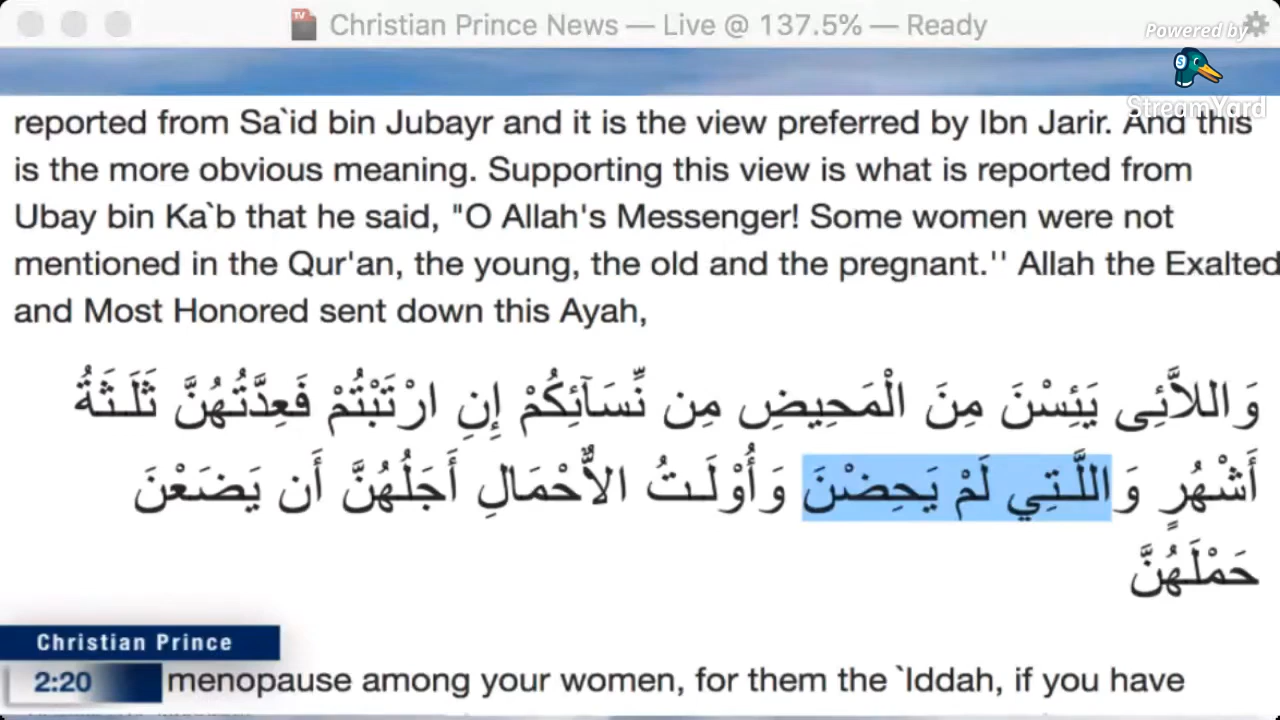 Christian Prince News — Live @ 137.5% — Ready
Powered by
StreamYard
reported from Sa`id bin Jubayr and it is the view preferred by Ibn Jarir. And this
is the more obvious meaning. Supporting this view is what is reported from
Ubay bin Ka`b that he said, "O Allah's Messenger! Some women were not
mentioned in the Qur'an, the young, the old and the pregnant.'' Allah the Exalted
and Most Honored sent down this Ayah,
وَاللاَّئِى يَئِسْنَ مِنَ الْمَحِيضِ مِن نِّسَآئِكُمْ إِنِ ارْتَبْتُمْ فَعِدَّتُهُنَّ ثَلَـثَةُ
أَشْهُرٍ وَاللَّـتِي لَمْ يَحِضْنَ وَأُوْلَـتُ الاٌّحْمَالِ أَجَلُهُنَّ أَن يَضَعْنَ
حَمْلَهُنَّ
Christian Prince
2:20 menopause among your women, for them the `Iddah, if you have